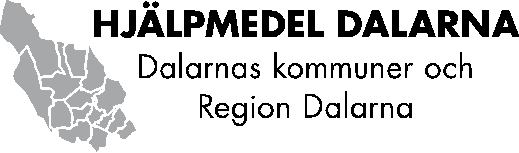 HJÄLPMEDEL DALARNA
Dalarnas kommuner och
Region Dalarna